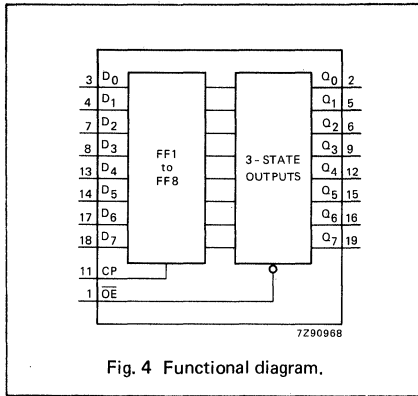 3 D0 Q0 2
4 D1 Q1 5
7 D2 Q2 6
8 D3 Q3 9
13 D4 Q4 12
14 D5 Q5 15
17 D6 Q6 16
18 D7 Q7 19
FF1
to
FF8
3-STATE
OUTPUTS
11 CP
1 OE
7Z90968
Fig. 4 Functional diagram.